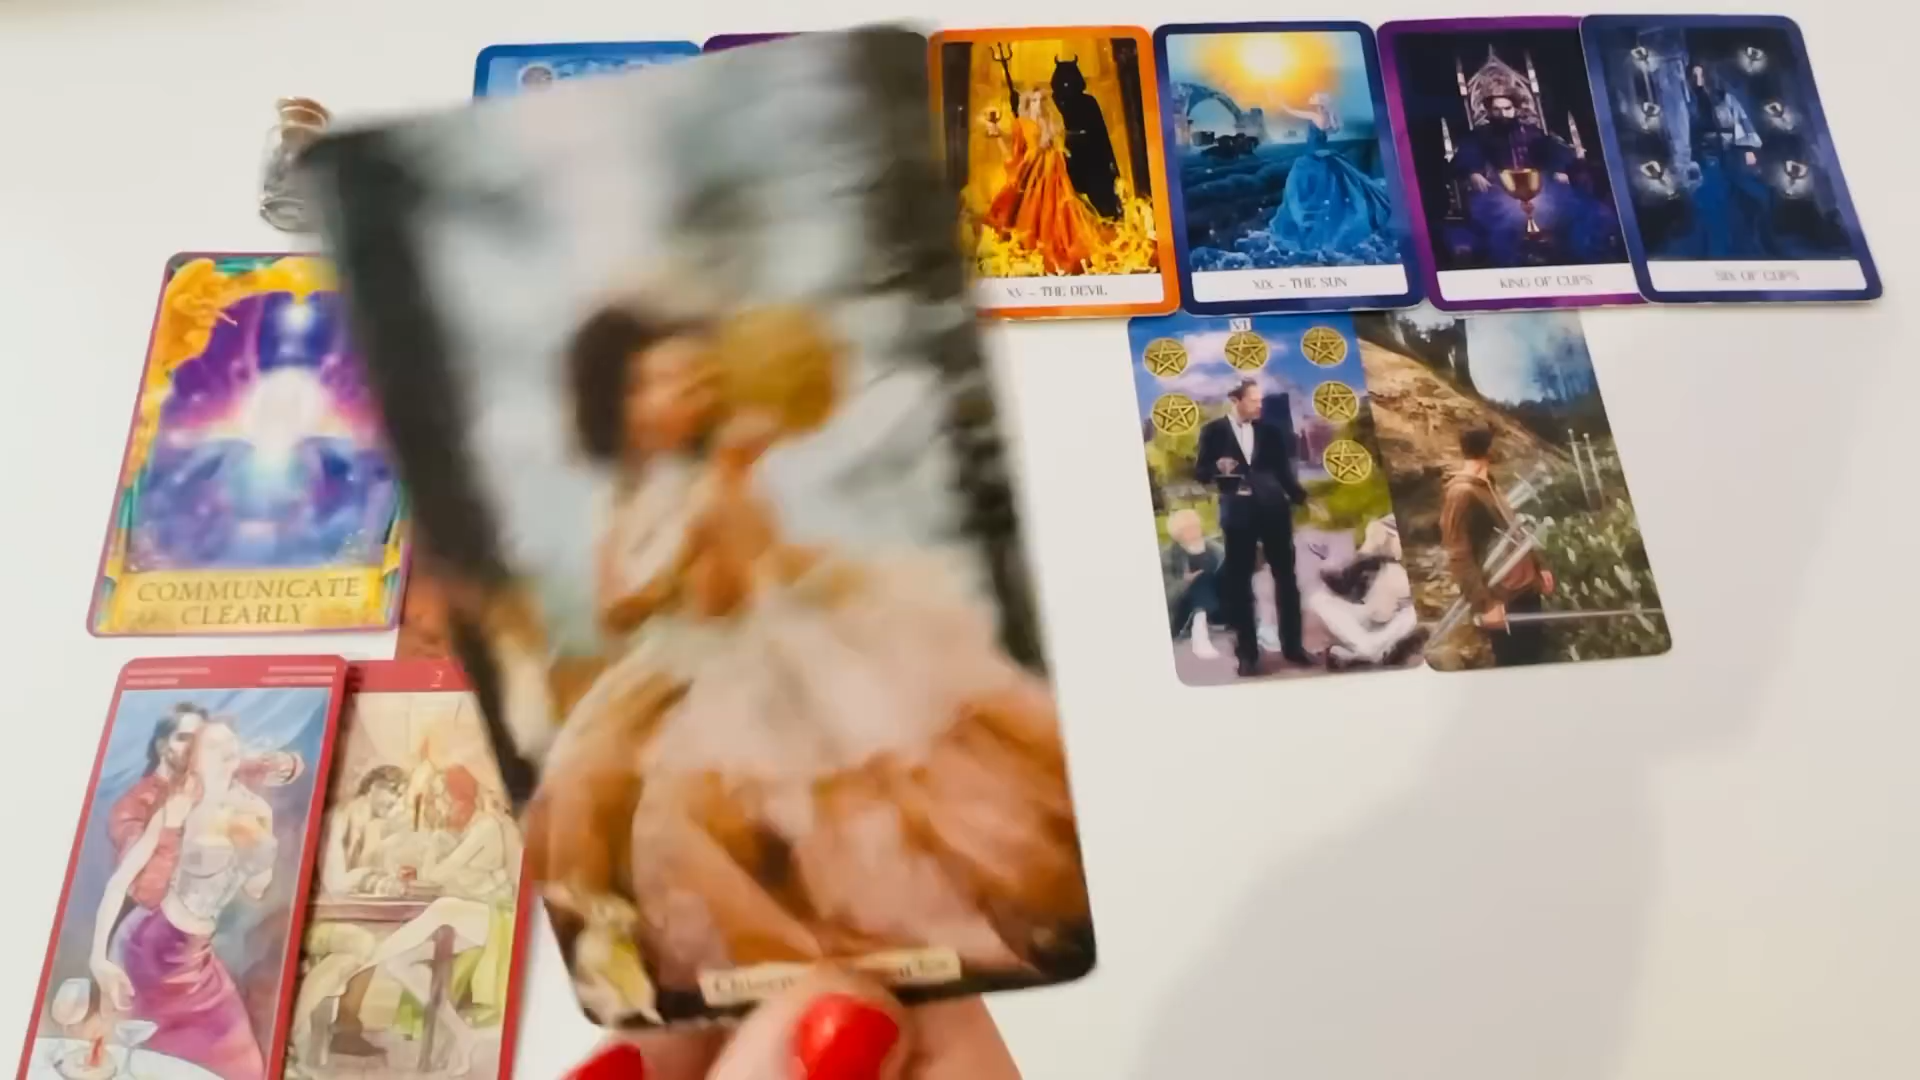 XV - THE DEVIL
XIX - THE SUN
KING OF CUPS
SIX OF CUPS
VI
COMMUNICATE
CLEARLY
2